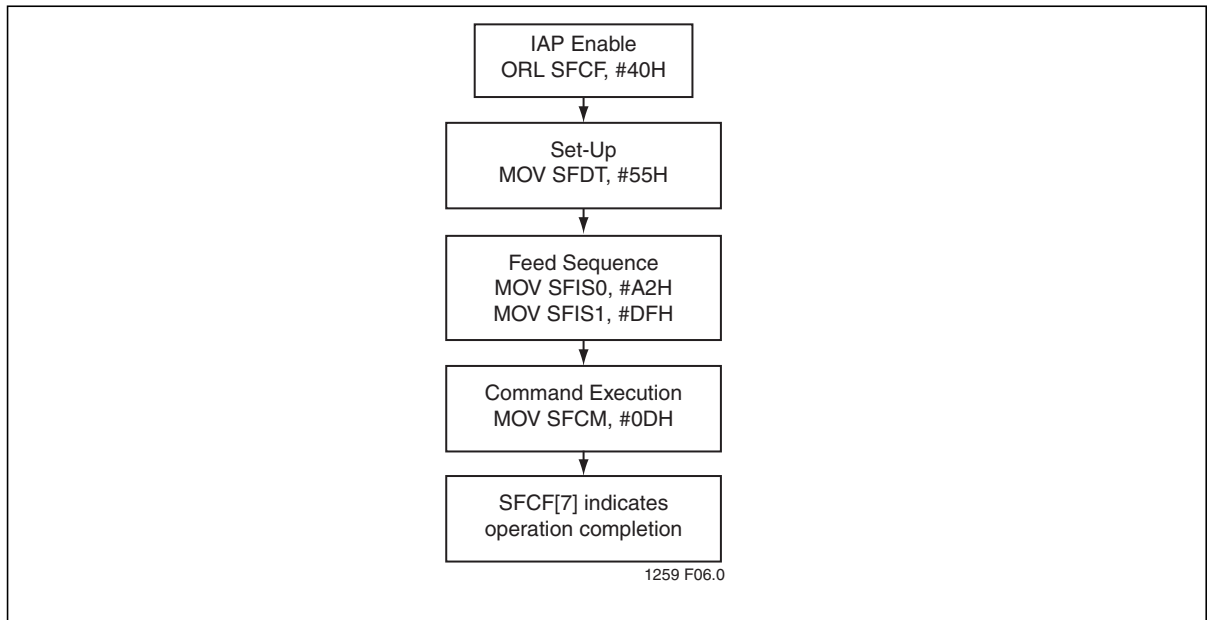 IAP Enable
ORL SFCF, #40H
Set-Up
MOV SFDT, #55H
Feed Sequence
MOV SFIS0, #A2H
MOV SFIS1, #DFH
Command Execution
MOV SFCM, #0DH
SFCF[7] indicates
operation completion
1259 F06.0